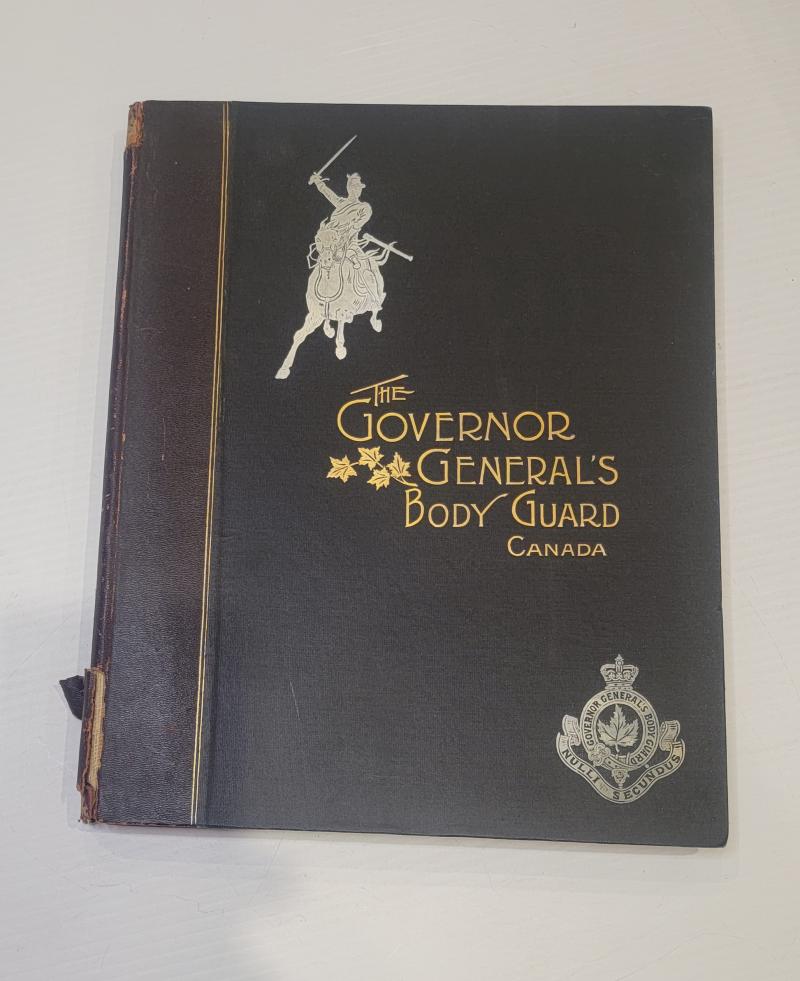 THE
GOVERNOR
GENERAL'S
BODY GUARD
CANADA
GOVERNOR GENERAL'S BODY GUARD
NULLI SECUNDUS